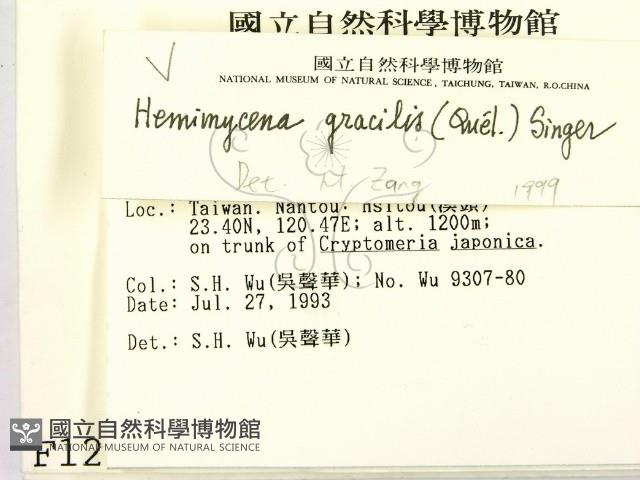 國立自然科學博物館
國立自然科學博物館
NATIONAL MUSEUM OF NATURAL SCIENCE, TAICHUNG, TAIWAN, R.O.CHINA
Hemimycena gracilis (Quél.) Singer
Det. M Zang 1999
Loc.: Taiwan. Nantou: Hsitou(溪頭)
23.40N, 120.47E; alt. 1200m;
on trunk of Cryptomeria japonica.
Col.: S.H. Wu(吳聲華); No. Wu 9307-80
Date: Jul. 27, 1993
Det.: S.H. Wu(吳聲華)
國立自然科學博物館
NATIONAL MUSEUM OF NATURAL SCIENCE
F12